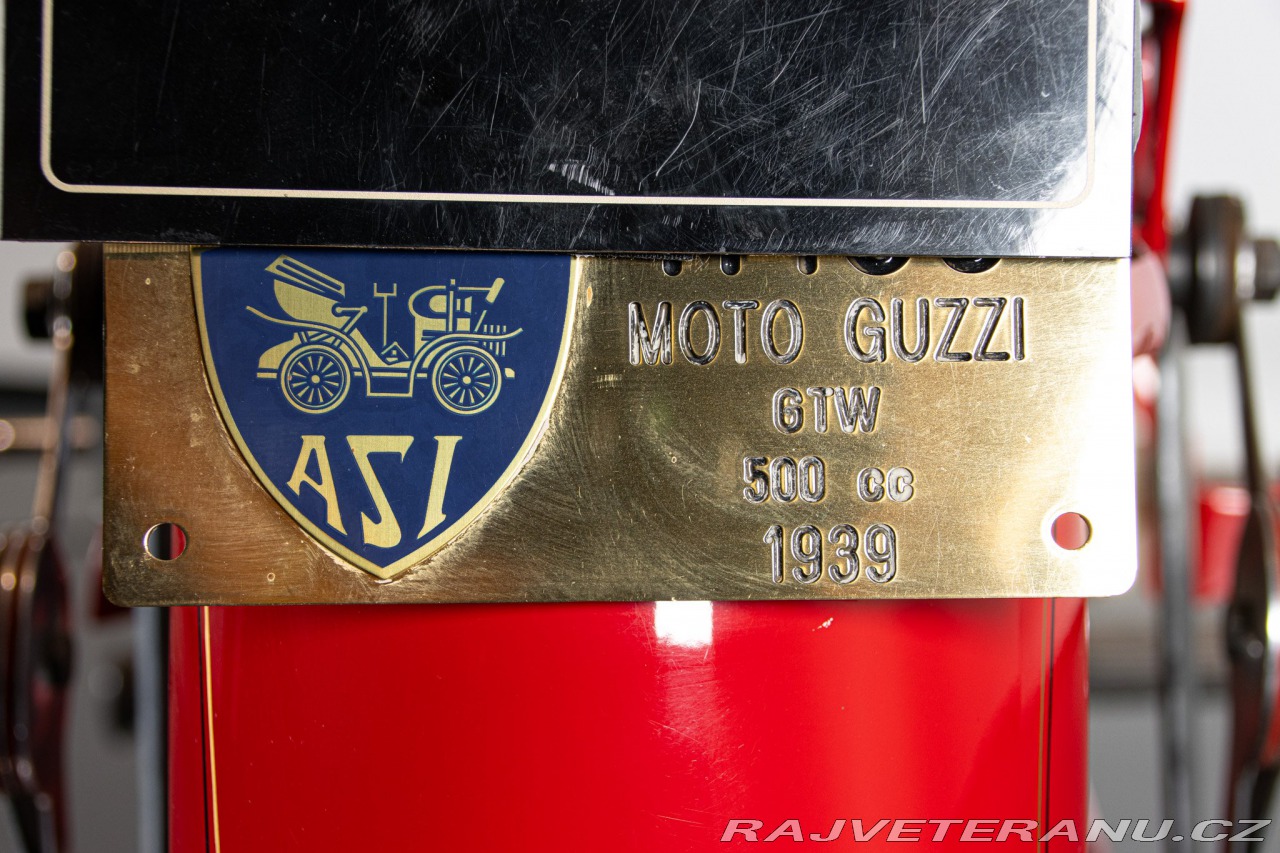 ASI
MOTO GUZZI
GTW
500 cc
1939
RAJVETERANU.CZ